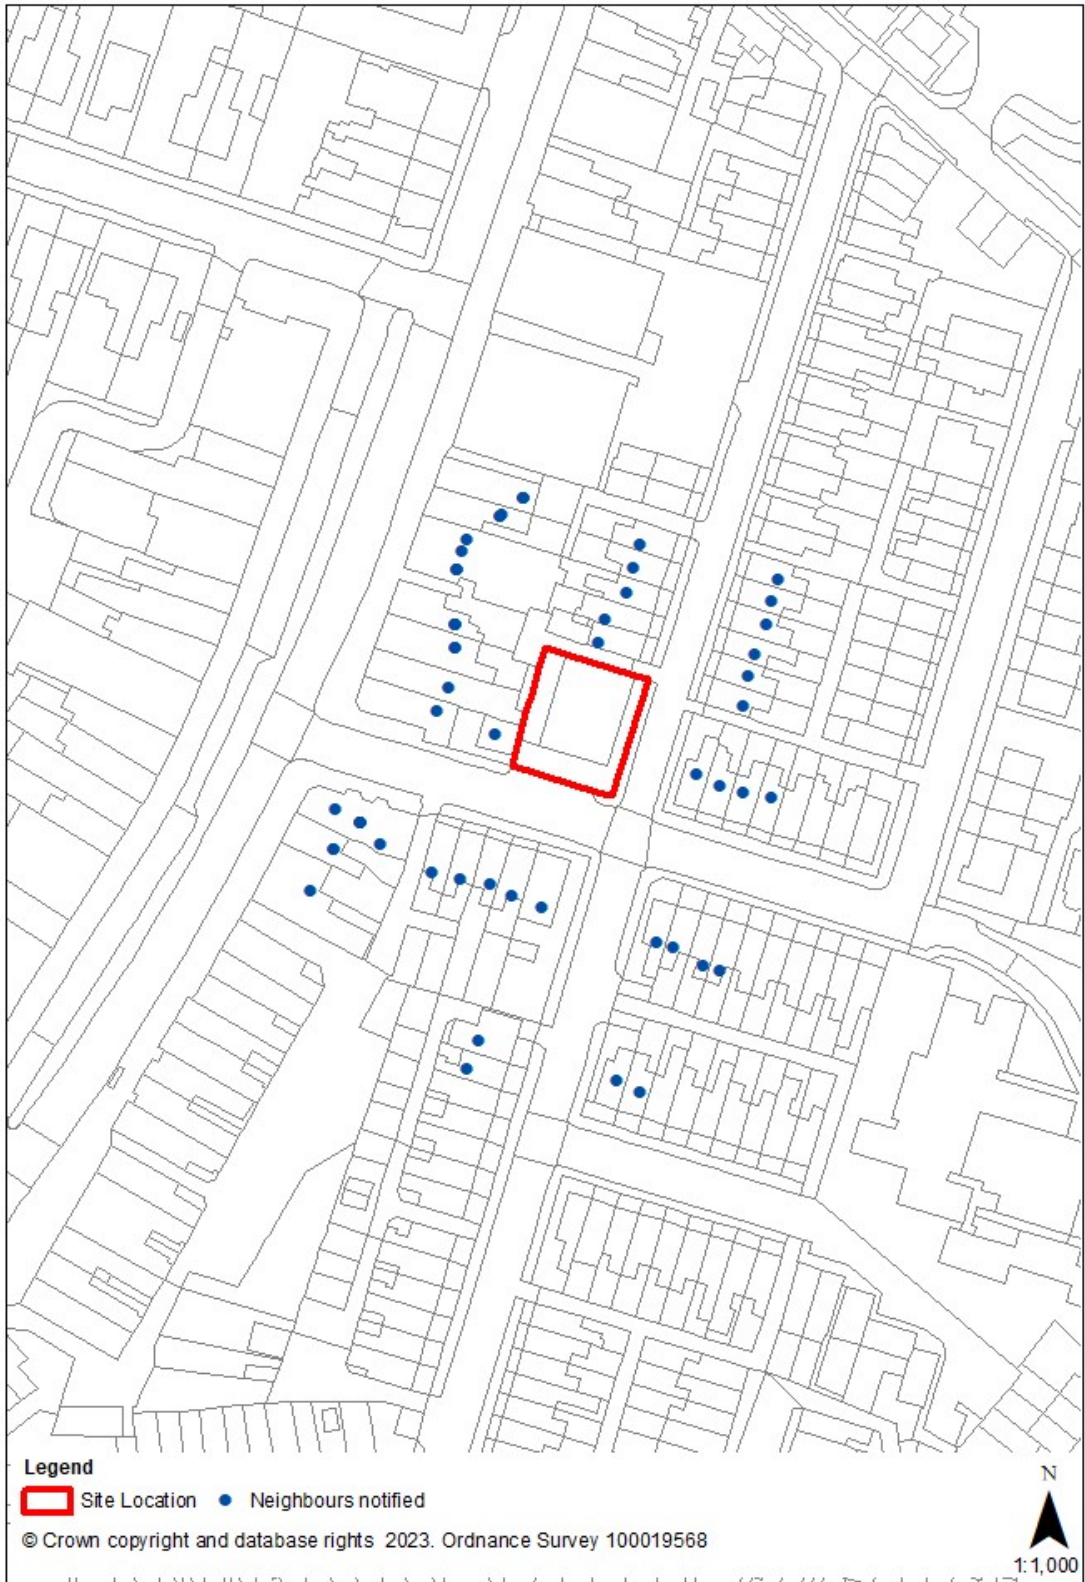 Legend
Site Location
Neighbours notified
© Crown copyright and database rights 2023. Ordnance Survey 100019568
N
1:1,000